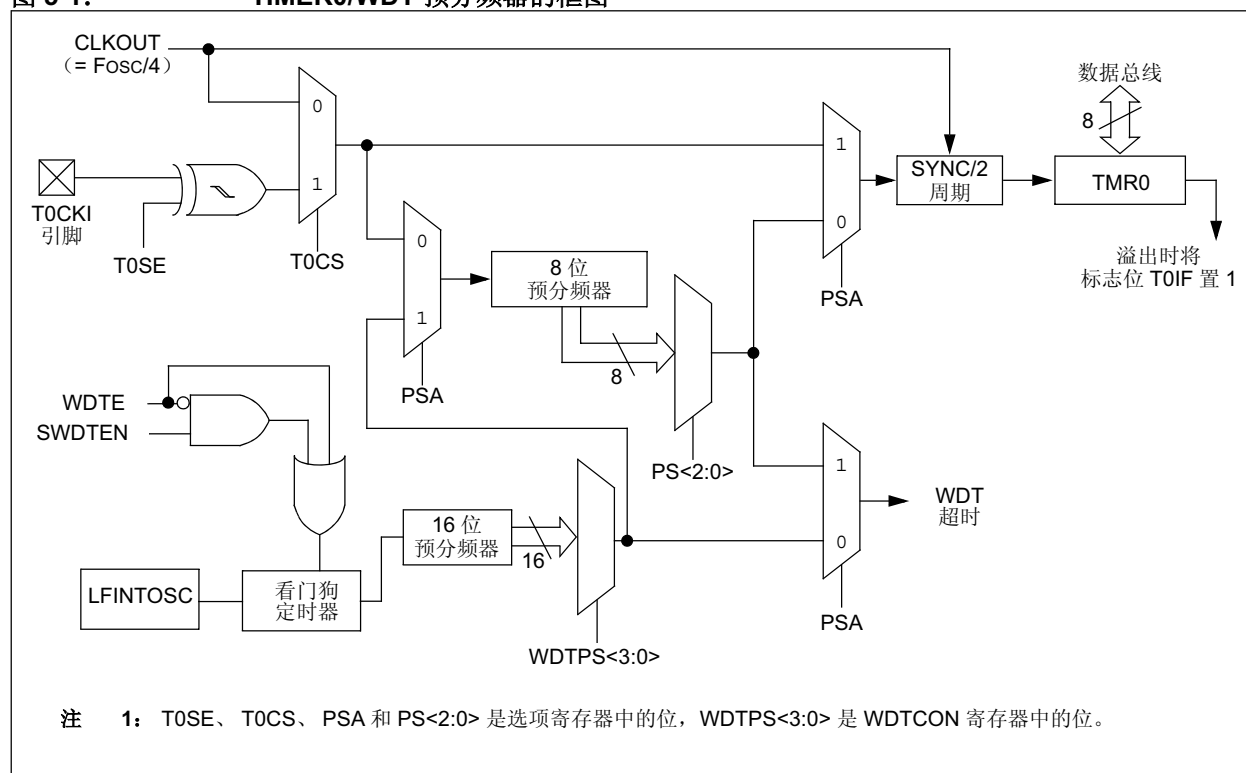 图 5-1： TIMER0/WDT 预分频器的框图
CLKOUT
（= FOSC/4）
数据总线
8
0
1
1
0
SYNC/2
周期
TMR0
T0CKI
引脚
T0SE
T0CS
0
1
8 位
预分频器
8
PSA
PSA
溢出时将
标志位 T0IF 置 1
WDTE
SWDTEN
PS<2:0>
1
0
WDT
超时
16 位
预分频器
16
LFINTOSC
看门狗
定时器
PSA
WDTPS<3:0>
注 1： T0SE、 T0CS、 PSA 和 PS<2:0> 是选项寄存器中的位，WDTPS<3:0> 是 WDTCON 寄存器中的位。